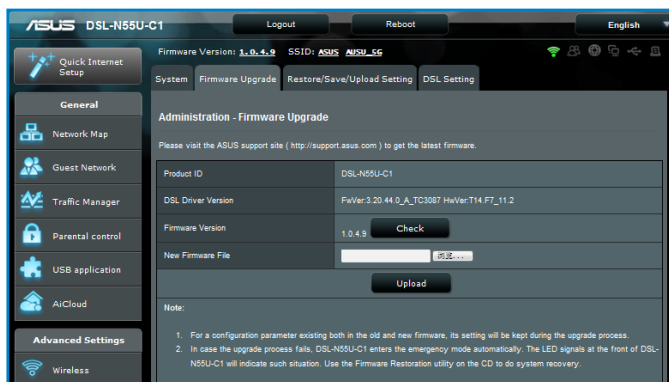 ASUS DSL-N55U-C1 Logout Reboot English
Quick Internet Setup
Firmware Version: 1.0.4.9 SSID: ASUS AUSU_5G
System Firmware Upgrade Restore/Save/Upload Setting DSL Setting
General
Network Map
Guest Network
Traffic Manager
Parental control
USB application
AiCloud
Advanced Settings
Wireless
Administration - Firmware Upgrade
Please visit the ASUS support site ( http://support.asus.com ) to get the latest firmware.
Product ID DSL-N55U-C1
DSL Driver Version FwVer:3.20.44.0_A_TC3087 HwVer:T14.F7_11.2
Firmware Version 1.0.4.9 Check
New Firmware File 浏览...
Upload
Note:
1. For a configuration parameter existing both in the old and new firmware, its setting will be kept during the upgrade process.
2. In case the upgrade process fails, DSL-N55U-C1 enters the emergency mode automatically. The LED signals at the front of DSL-
N55U-C1 will indicate such situation. Use the Firmware Restoration utility on the CD to do system recovery.